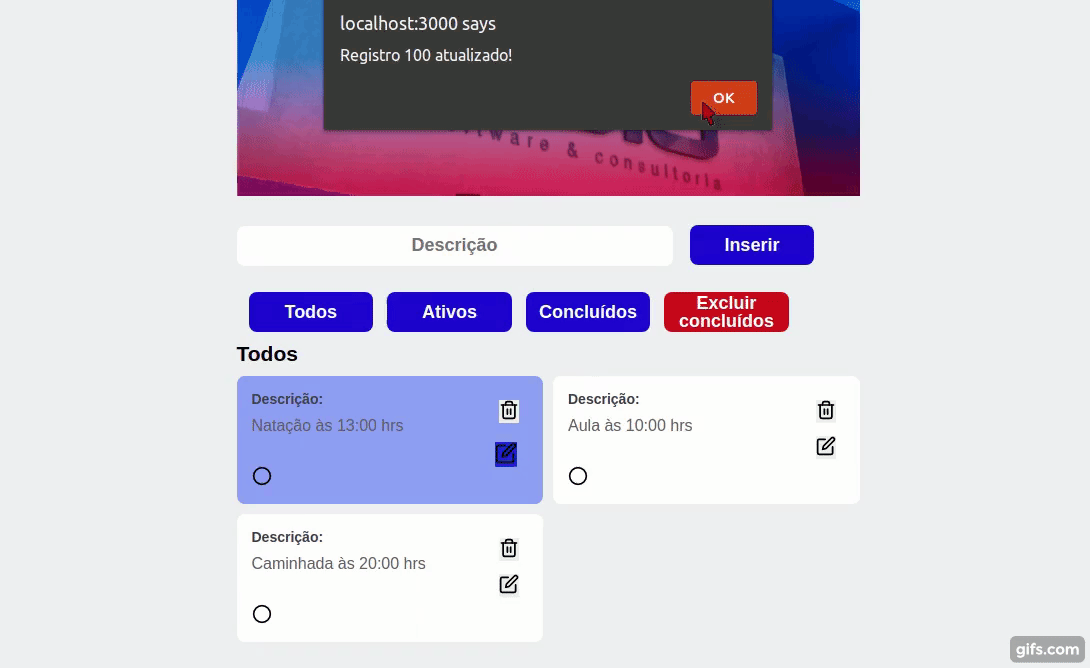 localhost:3000 says
Registro 100 atualizado!
OK
software & consultoria
Descrição
Inserir
Todos
Ativos
Concluídos
Excluir
concluídos
Todos
Descrição:
Natação às 13:00 hrs
Descrição:
Aula às 10:00 hrs
Descrição:
Caminhada às 20:00 hrs
gifs.com